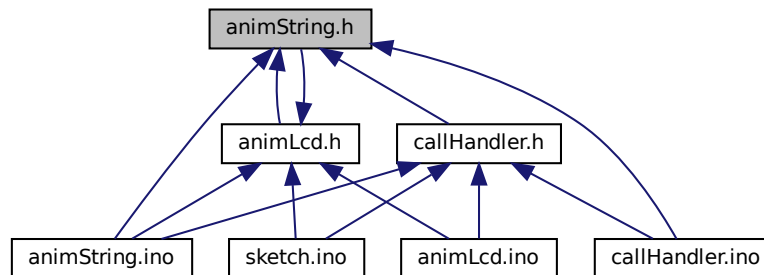 animString.h
animLcd.h
callHandler.h
animString.ino
sketch.ino
animLcd.ino
callHandler.ino